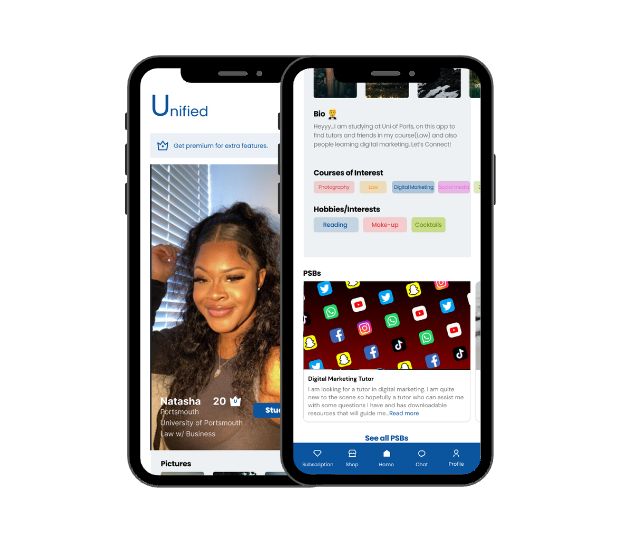 Unified
Get premium for extra features.
Natasha 20
Portsmouth
University of Portsmouth
Law w/ Business
Stu
Pictures
Bio
Heyyy..I am studying at Uni of Paris, on this app to
find tutors and friends in my course(Law) and also
people learning digital marketing. Let's Connect!
Courses of Interest
Photography Law Digital Marketing Social media
Hobbies/Interests
Reading Make-up Cocktails
PSBs
Digital Marketing Tutor
I am looking for a tutor in digital marketing. I am quite
new to the scene so hopefully a tutor who can assist me
with some questions I have and has downloadable
resources that will guide me.. Read more
See all PSBs
Subscription Shop Home Chat Profile